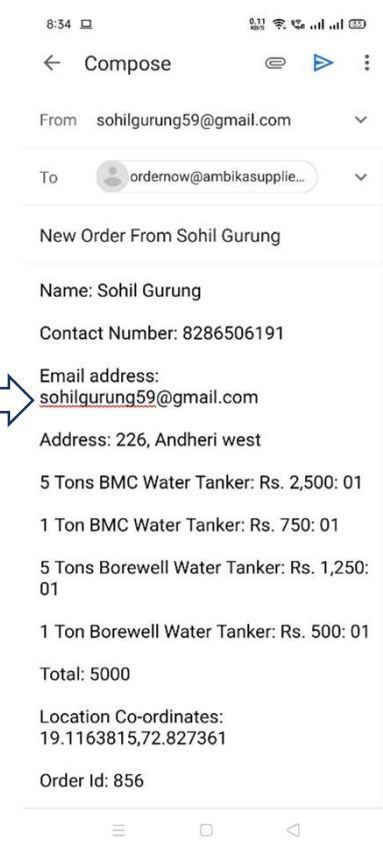 8:34
0.11
KB/S
Compose
From sohilgurung59@gmail.com
To ordernow@ambikasupplie...
New Order From Sohil Gurung
Name: Sohil Gurung
Contact Number: 8286506191
Email address:
sohilgurung59@gmail.com
Address: 226, Andheri west
5 Tons BMC Water Tanker: Rs. 2,500: 01
1 Ton BMC Water Tanker: Rs. 750: 01
5 Tons Borewell Water Tanker: Rs. 1,250:
01
1 Ton Borewell Water Tanker: Rs. 500: 01
Total: 5000
Location Co-ordinates:
19.1163815,72.827361
Order Id: 856